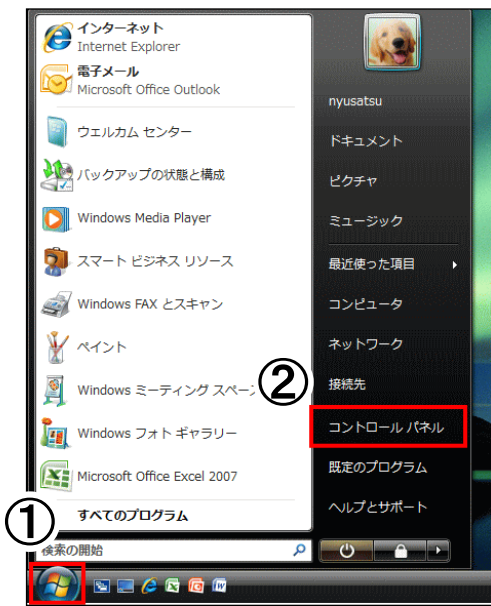 インターネット
Internet Explorer
電子メール
Microsoft Office Outlook
ウェルカム センター
バックアップの状態と構成
Windows Media Player
スマート ビジネス リソース
Windows FAX とスキャン
ペイント
Windows ミーティング スペー
Windows フォト ギャラリー
Microsoft Office Excel 2007
すべてのプログラム
検索の開始
nyusatsu
ドキュメント
ピクチャ
ミュージック
最近使った項目
コンピュータ
ネットワーク
接続先
コントロール パネル
既定のプログラム
ヘルプとサポート
①
②